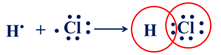 H + Cl → H Cl